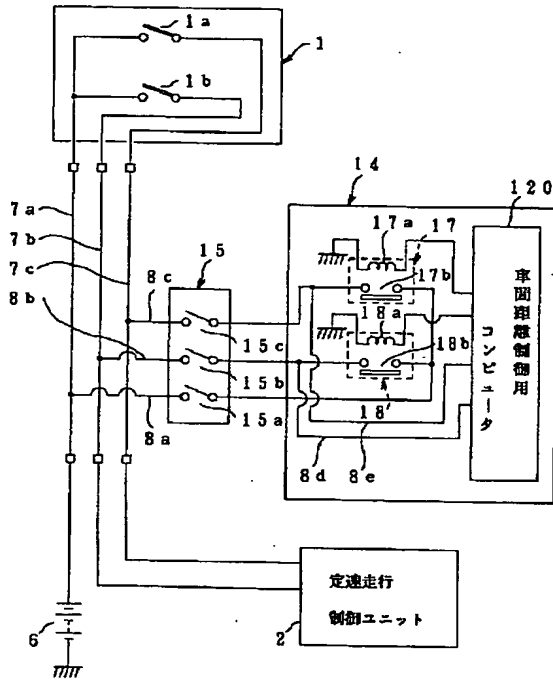 1a
1
1b
7a
7b
7c
8b
8c
15
15c
15b
15a
8a
14
17a
17
17b
18a
18b
18
8d
8e
120
車間距離制御用
コンピュータ
6
2
定速走行
制御ユニット